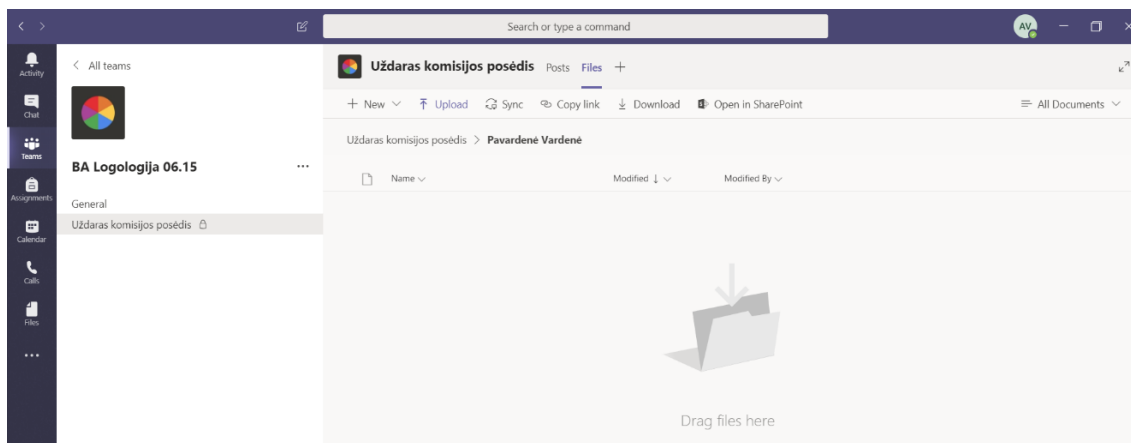 Search or type a command
AV
Activity
Chat
Teams
Assignments
Calendar
Calls
Files
All teams
BA Logologija 06.15
General
Uždaras komisijos posėdis
Uždaras komisijos posėdis Posts Files
New Upload Sync Copy link Download Open in SharePoint All Documents
Uždaras komisijos posėdis > Pavardenė Vardenė
Name Modified Modified By
Drag files here